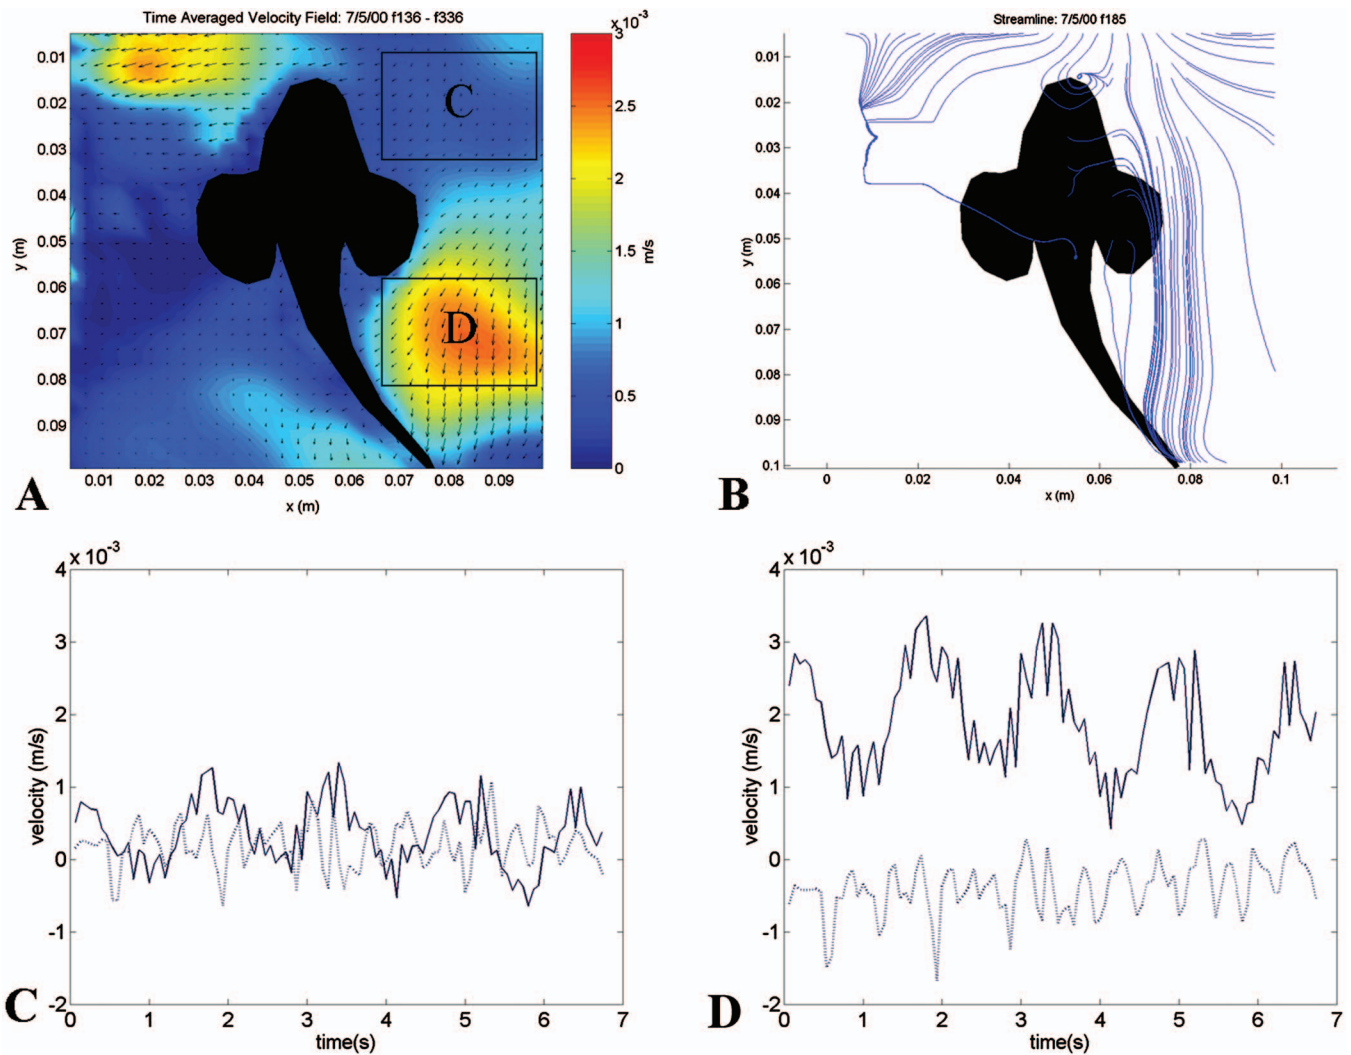 Time Averaged Velocity Field: 7/5/00 f136 - f336
x10⁻³
0.01
0.02
0.03
0.04
0.05
0.06
0.07
0.08
0.09
y (m)
0.01 0.02 0.03 0.04 0.05 0.06 0.07 0.08 0.09
x (m)
C
D
3
2.5
2
1.5
1
0.5
0
m/s
A
Streamline: 7/5/00 f185
0.01
0.02
0.03
0.04
0.05
0.06
0.07
0.08
0.09
0.1
y (m)
0 0.02 0.04 0.06 0.08 0.1
x (m)
B
x 10⁻³
4
3
2
1
0
-1
-2
velocity (m/s)
0 1 2 3 4 5 6 7
time(s)
C
x 10⁻³
4
3
2
1
0
-1
-2
velocity (m/s)
0 1 2 3 4 5 6 7
time(s)
D